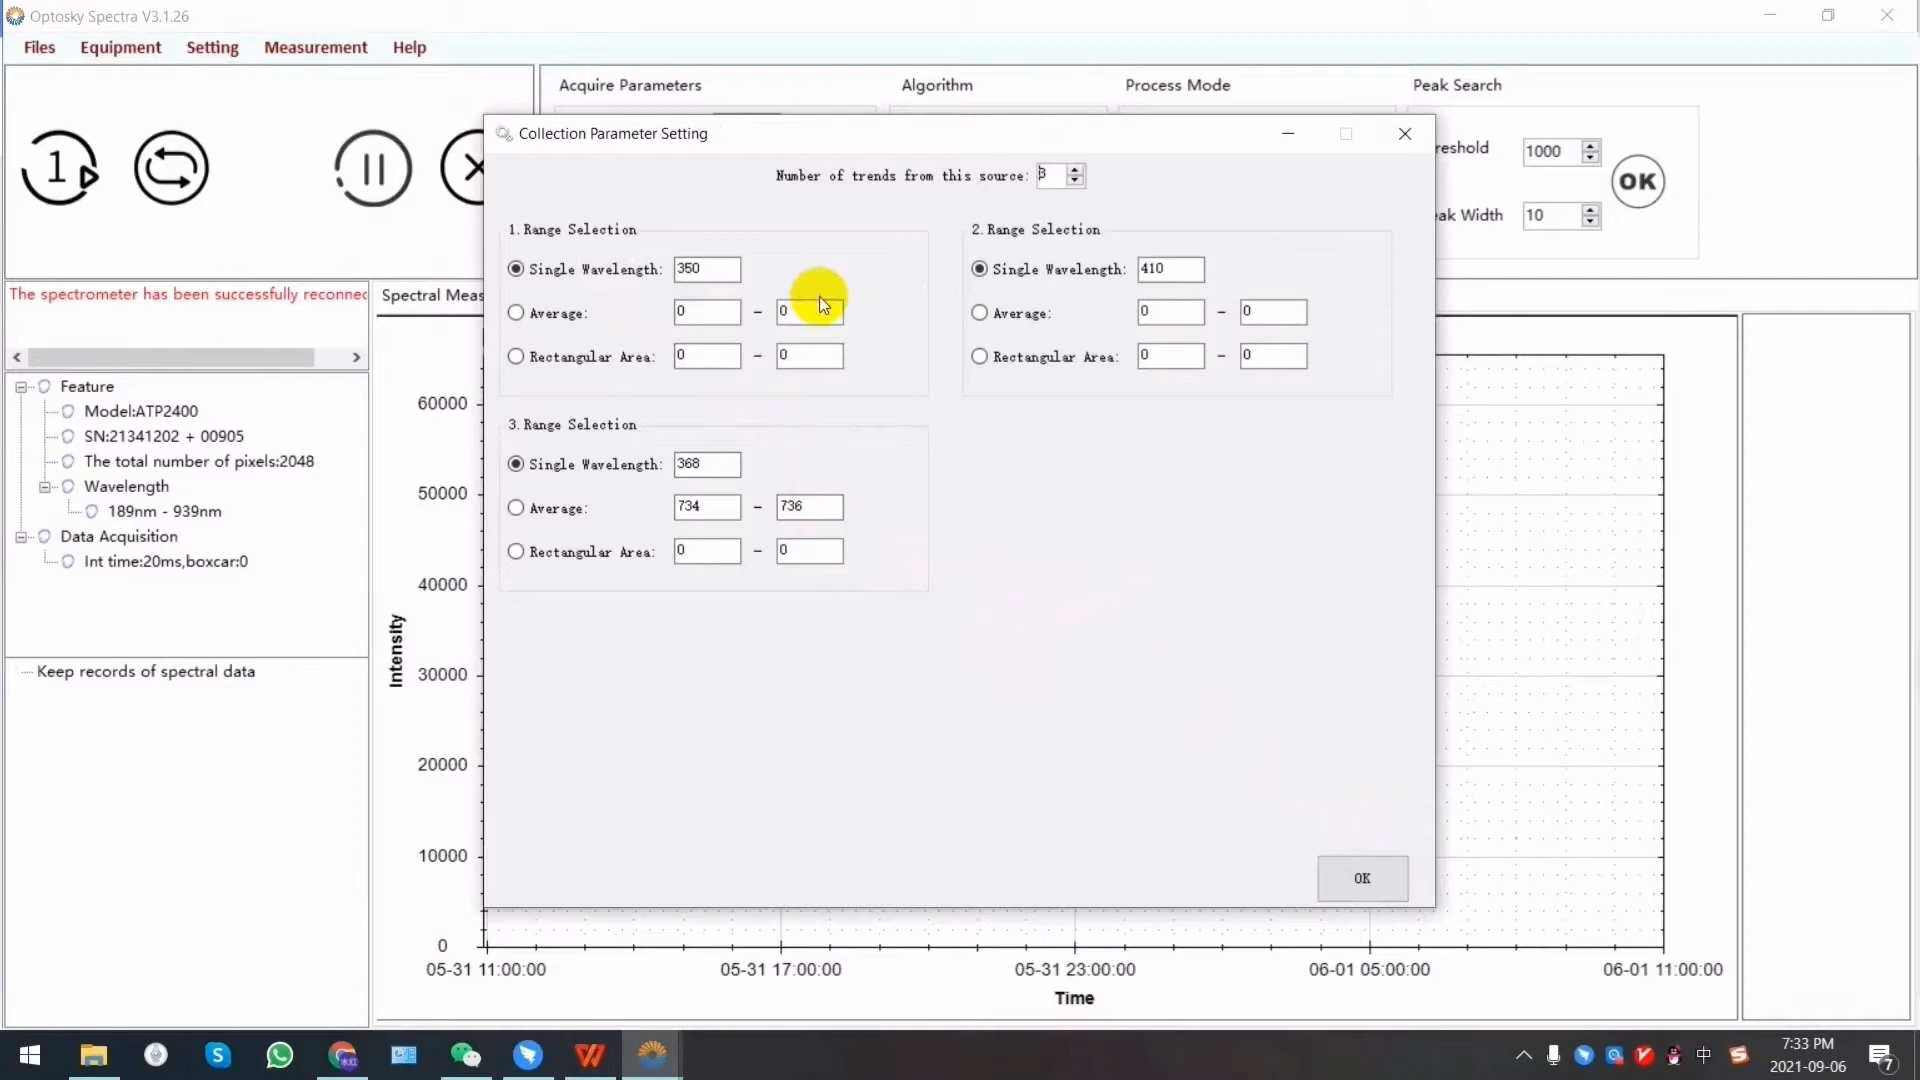 Optosky Spectra V3.1.26
Files Equipment Setting Measurement Help
Acquire Parameters Algorithm Process Mode Peak Search
1
reshold 1000
OK
eak Width 10
Collection Parameter Setting
Number of trends from this source: 3
1.Range Selection
Single Wavelength: 350
Average: 0 - 0
Rectangular Area: 0 - 0
2.Range Selection
Single Wavelength: 410
Average: 0 - 0
Rectangular Area: 0 - 0
3.Range Selection
Single Wavelength: 368
Average: 734 - 736
Rectangular Area: 0 - 0
OK
The spectrometer has been successfully reconnec
Spectral Meas
Feature
Model:ATP2400
SN:21341202 + 00905
The total number of pixels:2048
Wavelength
189nm - 939nm
Data Acquisition
Int time:20ms,boxcar:0
Keep records of spectral data
Intensity
60000
50000
40000
30000
20000
10000
0
05-31 11:00:00 05-31 17:00:00 05-31 23:00:00 06-01 05:00:00 06-01 11:00:00
Time
中
7:33 PM
2021-09-06
7